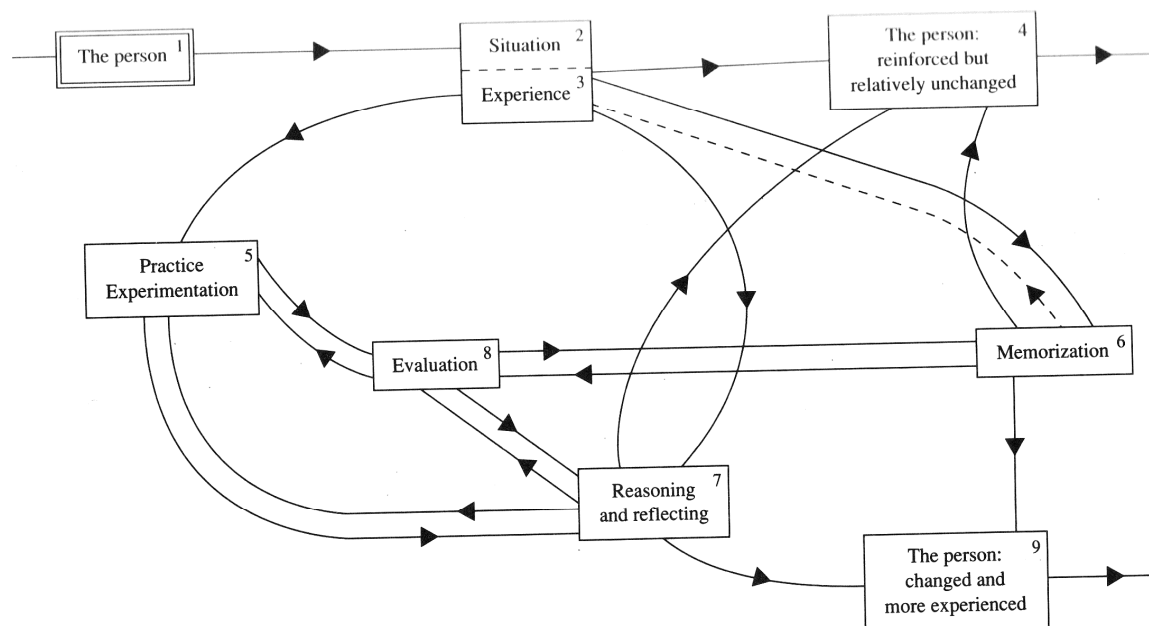 The person 1
Situation 2
Experience 3
The person: 4
reinforced but
relatively unchanged
Practice 5
Experimentation
Evaluation 8
Memorization 6
Reasoning 7
and reflecting
The person: 9
changed and
more experienced